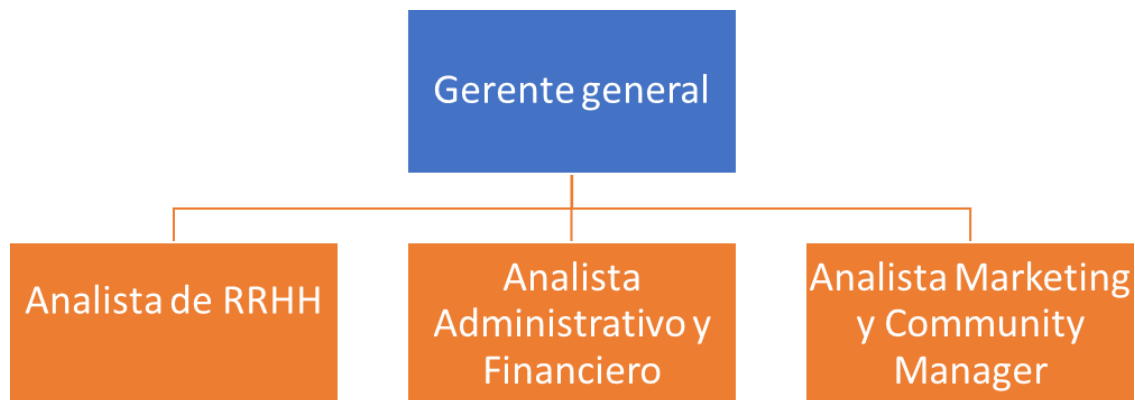 Gerente general
Analista de RRHH
Analista
Administrativo y
Financiero
Analista Marketing
y Community
Manager